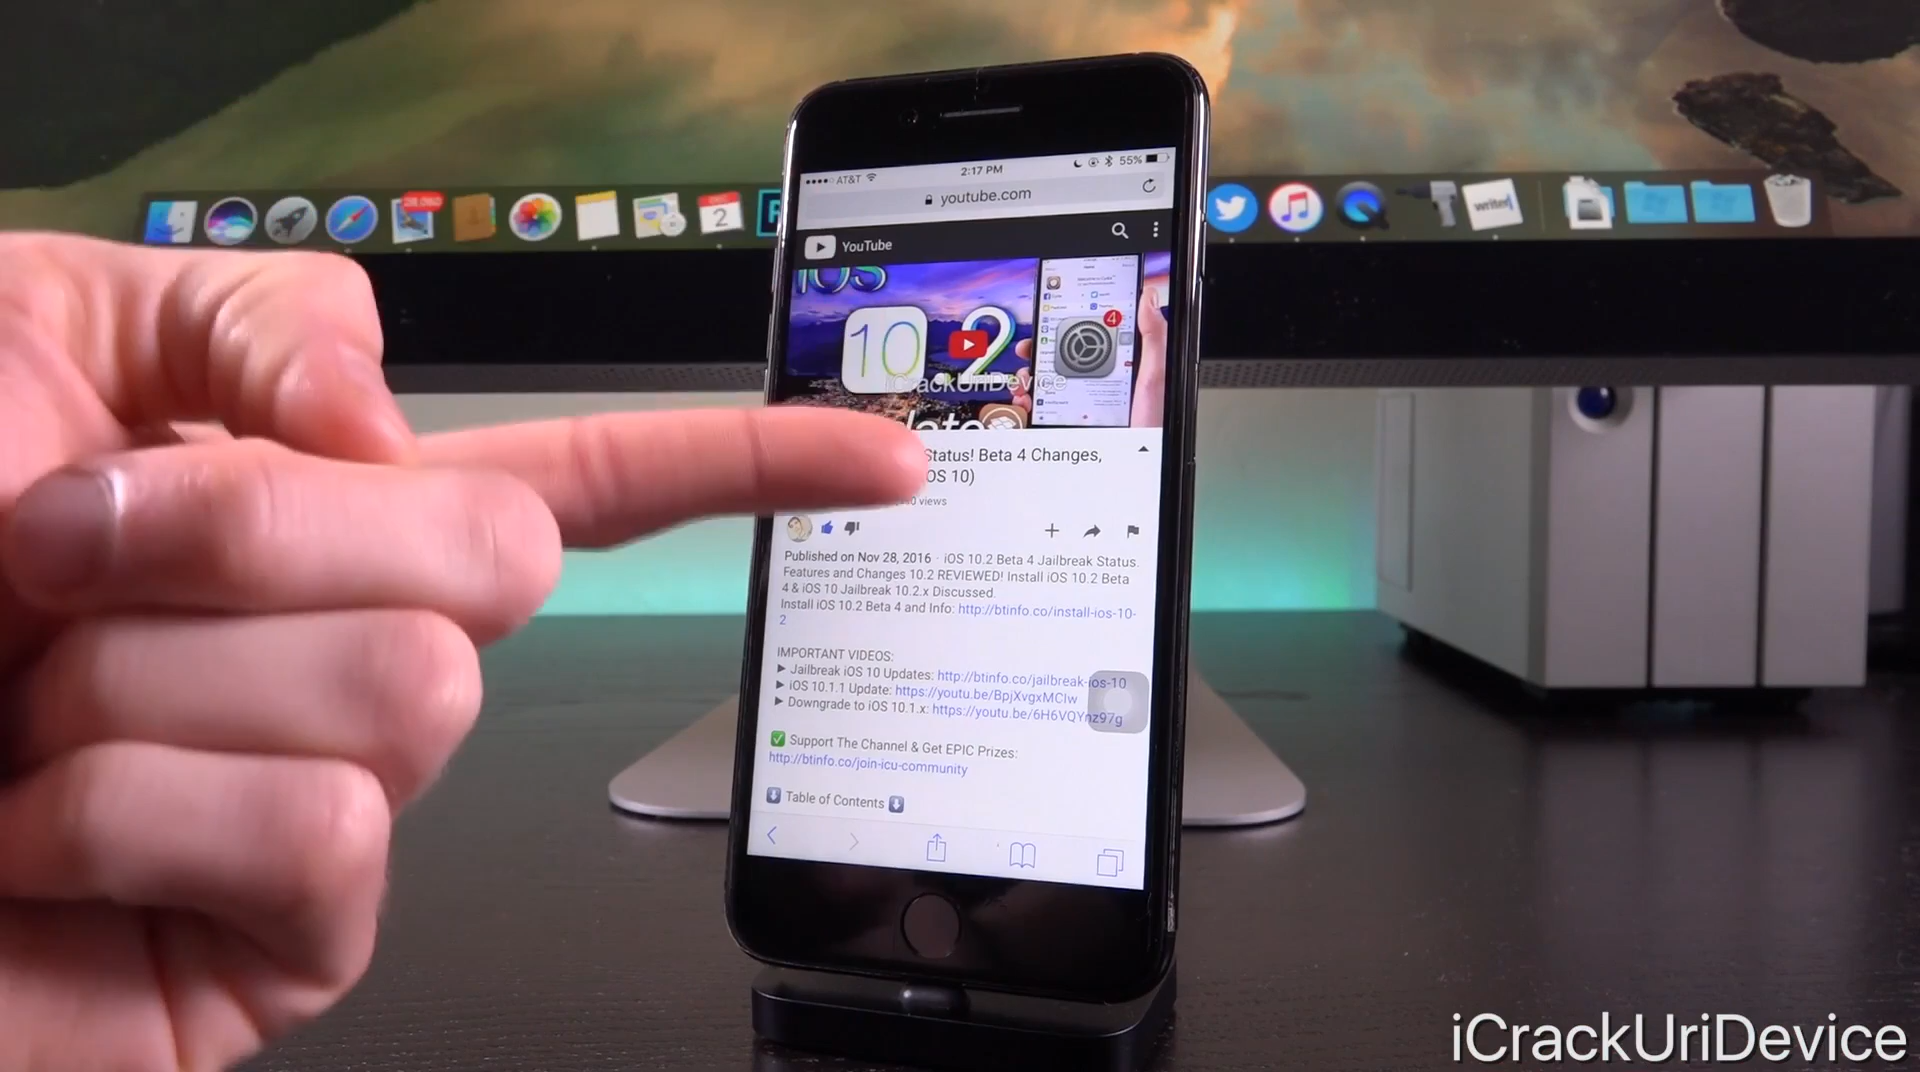 AT&T 2:17 PM 55%
youtube.com
YouTube
iOS
10.2
4
iCrackUriDevice
Status! Beta 4 Changes,
OS 10)
views
Published on Nov 28, 2016 · iOS 10.2 Beta 4 Jailbreak Status.
Features and Changes 10.2 REVIEWED! Install iOS 10.2 Beta
4 & iOS 10 Jailbreak 10.2.x Discussed.
Install iOS 10.2 Beta 4 and Info: http://btinfo.co/install-ios-10-
2
IMPORTANT VIDEOS:
▶ Jailbreak iOS 10 Updates: http://btinfo.co/jailbreak-ios-10
▶ iOS 10.1.1 Update: https://youtu.be/BpjXvgxMCIw
▶ Downgrade to iOS 10.1.x: https://youtu.be/6H6VQYnz97g
✅ Support The Channel & Get EPIC Prizes:
http://btinfo.co/join-icu-community
⬇ Table of Contents ⬇
2
writed
iCrackUriDevice